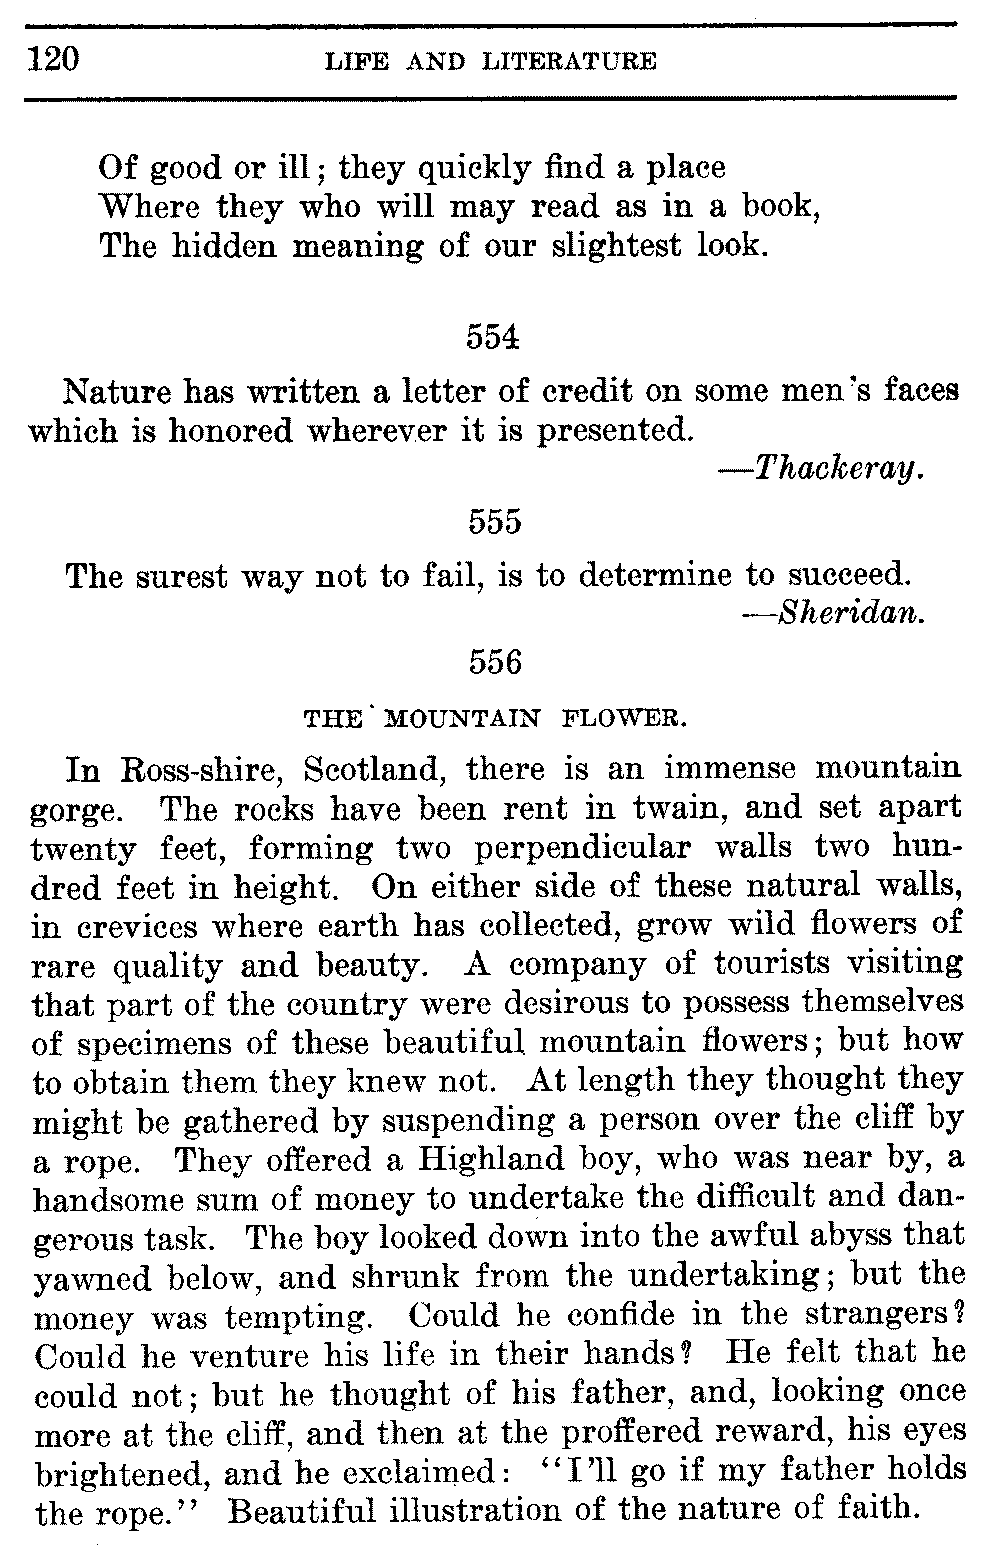 120 LIFE AND LITERATURE
Of good or ill; they quickly find a place
Where they who will may read as in a book,
The hidden meaning of our slightest look.
554
Nature has written a letter of credit on some men's faces
which is honored wherever it is presented.
—Thackeray.
555
The surest way not to fail, is to determine to succeed.
—Sheridan.
556
THE MOUNTAIN FLOWER.
In Ross-shire, Scotland, there is an immense mountain
gorge. The rocks have been rent in twain, and set apart
twenty feet, forming two perpendicular walls two hun-
dred feet in height. On either side of these natural walls,
in crevices where earth has collected, grow wild flowers of
rare quality and beauty. A company of tourists visiting
that part of the country were desirous to possess themselves
of specimens of these beautiful mountain flowers; but how
to obtain them they knew not. At length they thought they
might be gathered by suspending a person over the cliff by
a rope. They offered a Highland boy, who was near by, a
handsome sum of money to undertake the difficult and dan-
gerous task. The boy looked down into the awful abyss that
yawned below, and shrunk from the undertaking; but the
money was tempting. Could he confide in the strangers?
Could he venture his life in their hands? He felt that he
could not; but he thought of his father, and, looking once
more at the cliff, and then at the proffered reward, his eyes
brightened, and he exclaimed: "I'll go if my father holds
the rope." Beautiful illustration of the nature of faith.